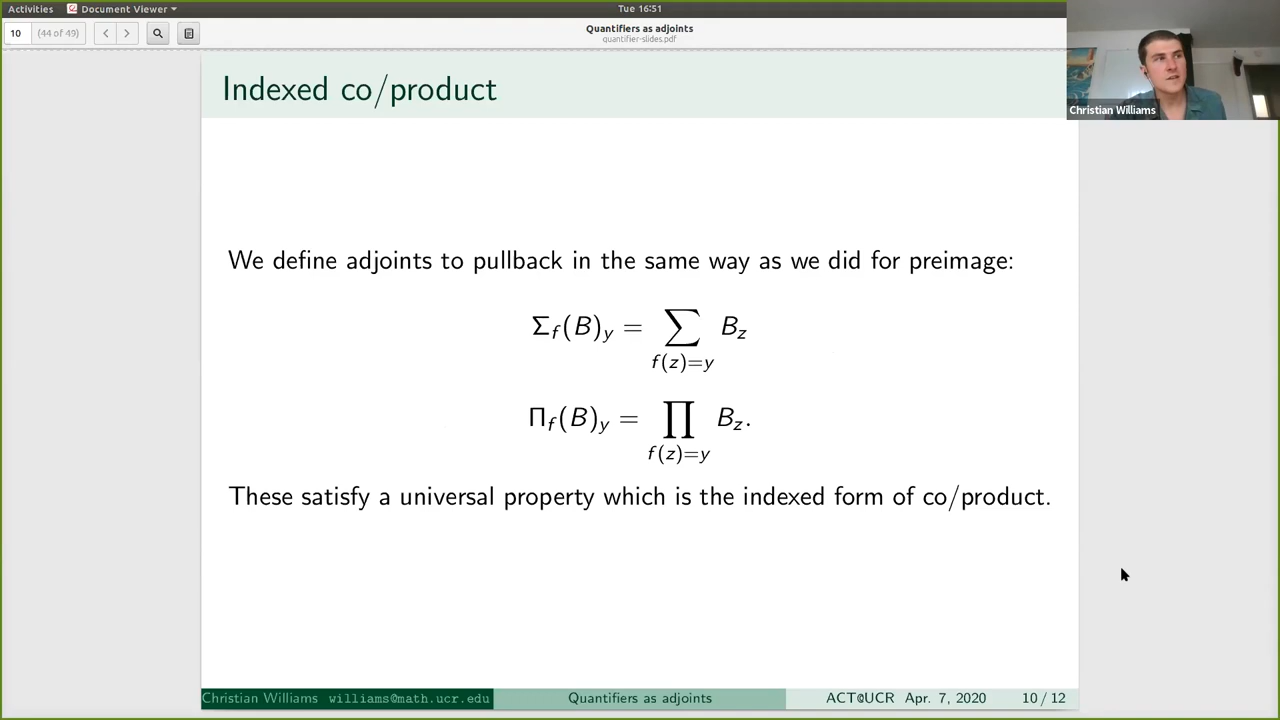 Activities Document Viewer Tue 16:51
10 (44 of 49) Quantifiers as adjoints
quantifier-slides.pdf
Christian Williams
Indexed co/product
We define adjoints to pullback in the same way as we did for preimage:
Σ_f(B)_y = ∑_{f(z)=y} B_z
Π_f(B)_y = ∏_{f(z)=y} B_z.
These satisfy a universal property which is the indexed form of co/product.
Christian Williams williams@math.ucr.edu Quantifiers as adjoints ACT@UCR Apr. 7, 2020 10 / 12